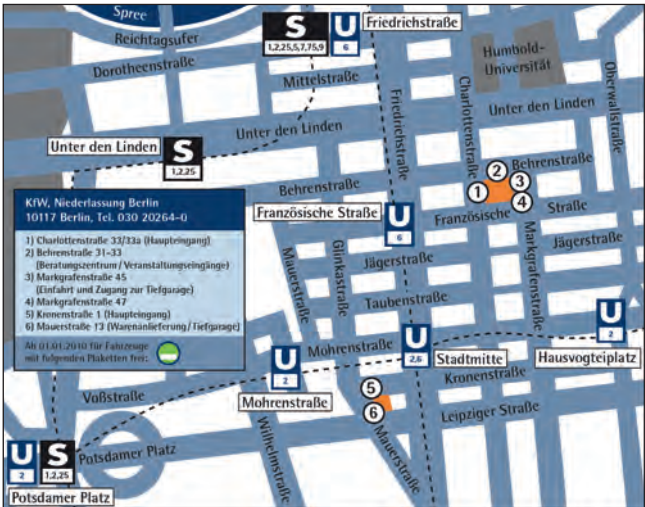 Spree
Reichtagsufer
Dorotheenstraße
Mittelstraße
S
1,2,25,5,7,75,9
U
6
Friedrichstraße
Humbold-
Universität
Friedrichstraße
Charlottenstraße
Oberwallstraße
Unter den Linden
Unter den Linden
Unter den Linden
S
1,2,25
Behrenstraße
Behrenstraße
2
1
3
4
KfW, Niederlassung Berlin
10117 Berlin, Tel. 030 20264-0
1) Charlottenstraße 33/33a (Haupteingang)
2) Behrenstraße 31-33
(Beratungszentrum / Veranstaltungseingänge)
3) Markgrafenstraße 45
(Einfahrt und Zugang zur Tiefgarage)
4) Markgrafenstraße 47
5) Kronenstraße 1 (Haupteingang)
6) Mauerstraße 13 (Warenanlieferung / Tiefgarage)
Ab 01.01.2010 für Fahrzeuge
mit folgenden Plaketten frei:
Französische Straße
U
6
Französische
Straße
Mauerstraße
Glinkastraße
Jägerstraße
Jägerstraße
Markgrafenstraße
Taubenstraße
Mohrenstraße
U
2,6
Stadtmitte
U
2
Hausvogteiplatz
U
2
Mohrenstraße
Kronenstraße
Voßstraße
5
6
Leipziger Straße
Wilhelmstraße
Mauerstraße
Potsdamer Platz
U
2
S
1,2,25
Potsdamer Platz